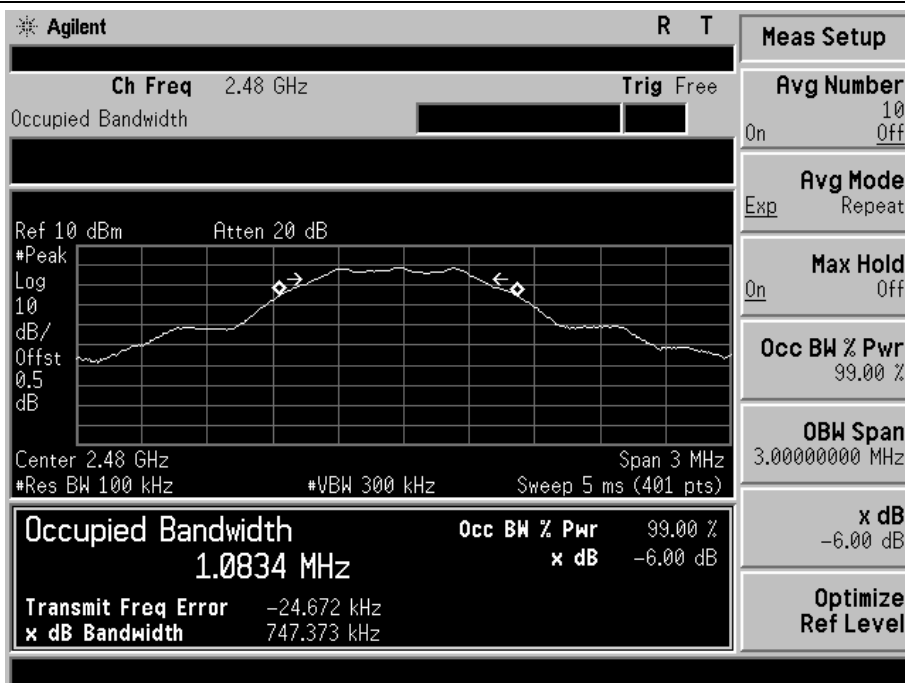 Agilent R T
Ch Freq 2.48 GHz Trig Free
Occupied Bandwidth
Ref 10 dBm Atten 20 dB
#Peak
Log
10
dB/
Offst
0.5
dB
Center 2.48 GHz Span 3 MHz
#Res BW 100 kHz #VBW 300 kHz Sweep 5 ms (401 pts)
Occupied Bandwidth Occ BW % Pwr 99.00 %
1.0834 MHz x dB -6.00 dB
Transmit Freq Error -24.672 kHz
x dB Bandwidth 747.373 kHz
Meas Setup
Avg Number
10
On Off
Avg Mode
Exp Repeat
Max Hold
On Off
Occ BW % Pwr
99.00 %
OBW Span
3.00000000 MHz
x dB
-6.00 dB
Optimize
Ref Level